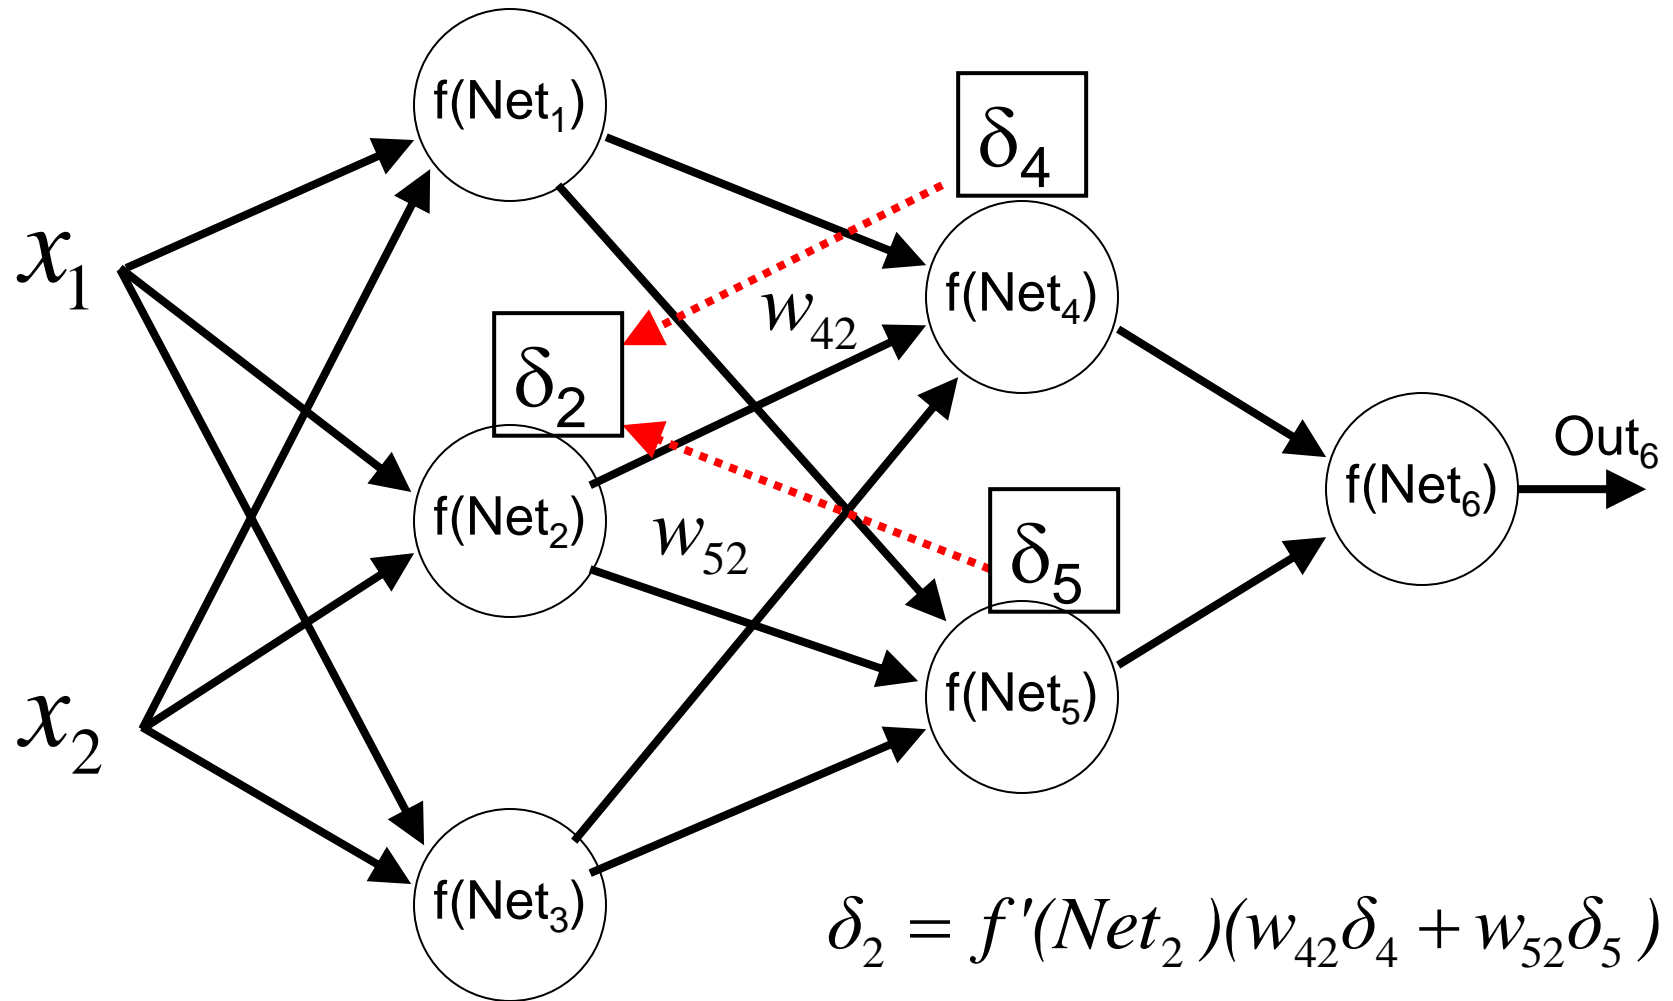 f(Net₁)
δ₄
x₁
f(Net₄)
w₄₂
δ₂
Out₆
f(Net₆)
f(Net₂)
w₅₂
δ₅
f(Net₅)
x₂
f(Net₃)
δ₂ = f'(Net₂)(w₄₂δ₄ + w₅₂δ₅)